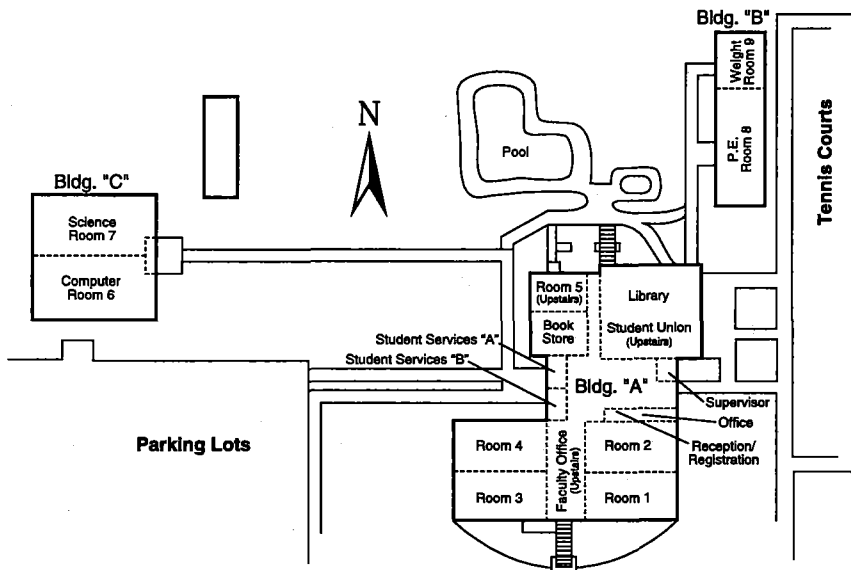 Bldg. "B"
Weight
Room 9
P.E.
Room 8
Tennis Courts
N
Pool
Bldg. "C"
Science
Room 7
Computer
Room 6
Room 5
(Upstairs)
Book
Store
Library
Student Union
(Upstairs)
Student Services "A"
Student Services "B"
Bldg. "A"
Supervisor
Office
Reception/
Registration
Parking Lots
Faculty Office
(Upstairs)
Room 4
Room 2
Room 3
Room 1